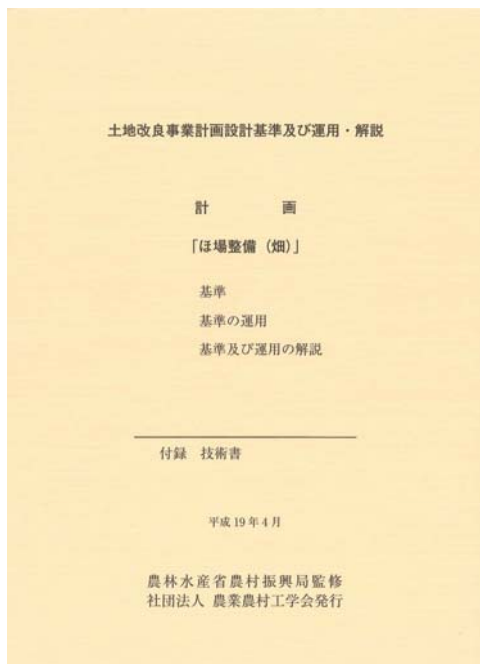 土地改良事業計画設計基準及び運用・解説
計　　画
「ほ場整備（畑）」
基準
基準の運用
基準及び運用の解説
付録　技術書
平成19年4月
農林水産省農村振興局監修
社団法人　農業農村工学会発行